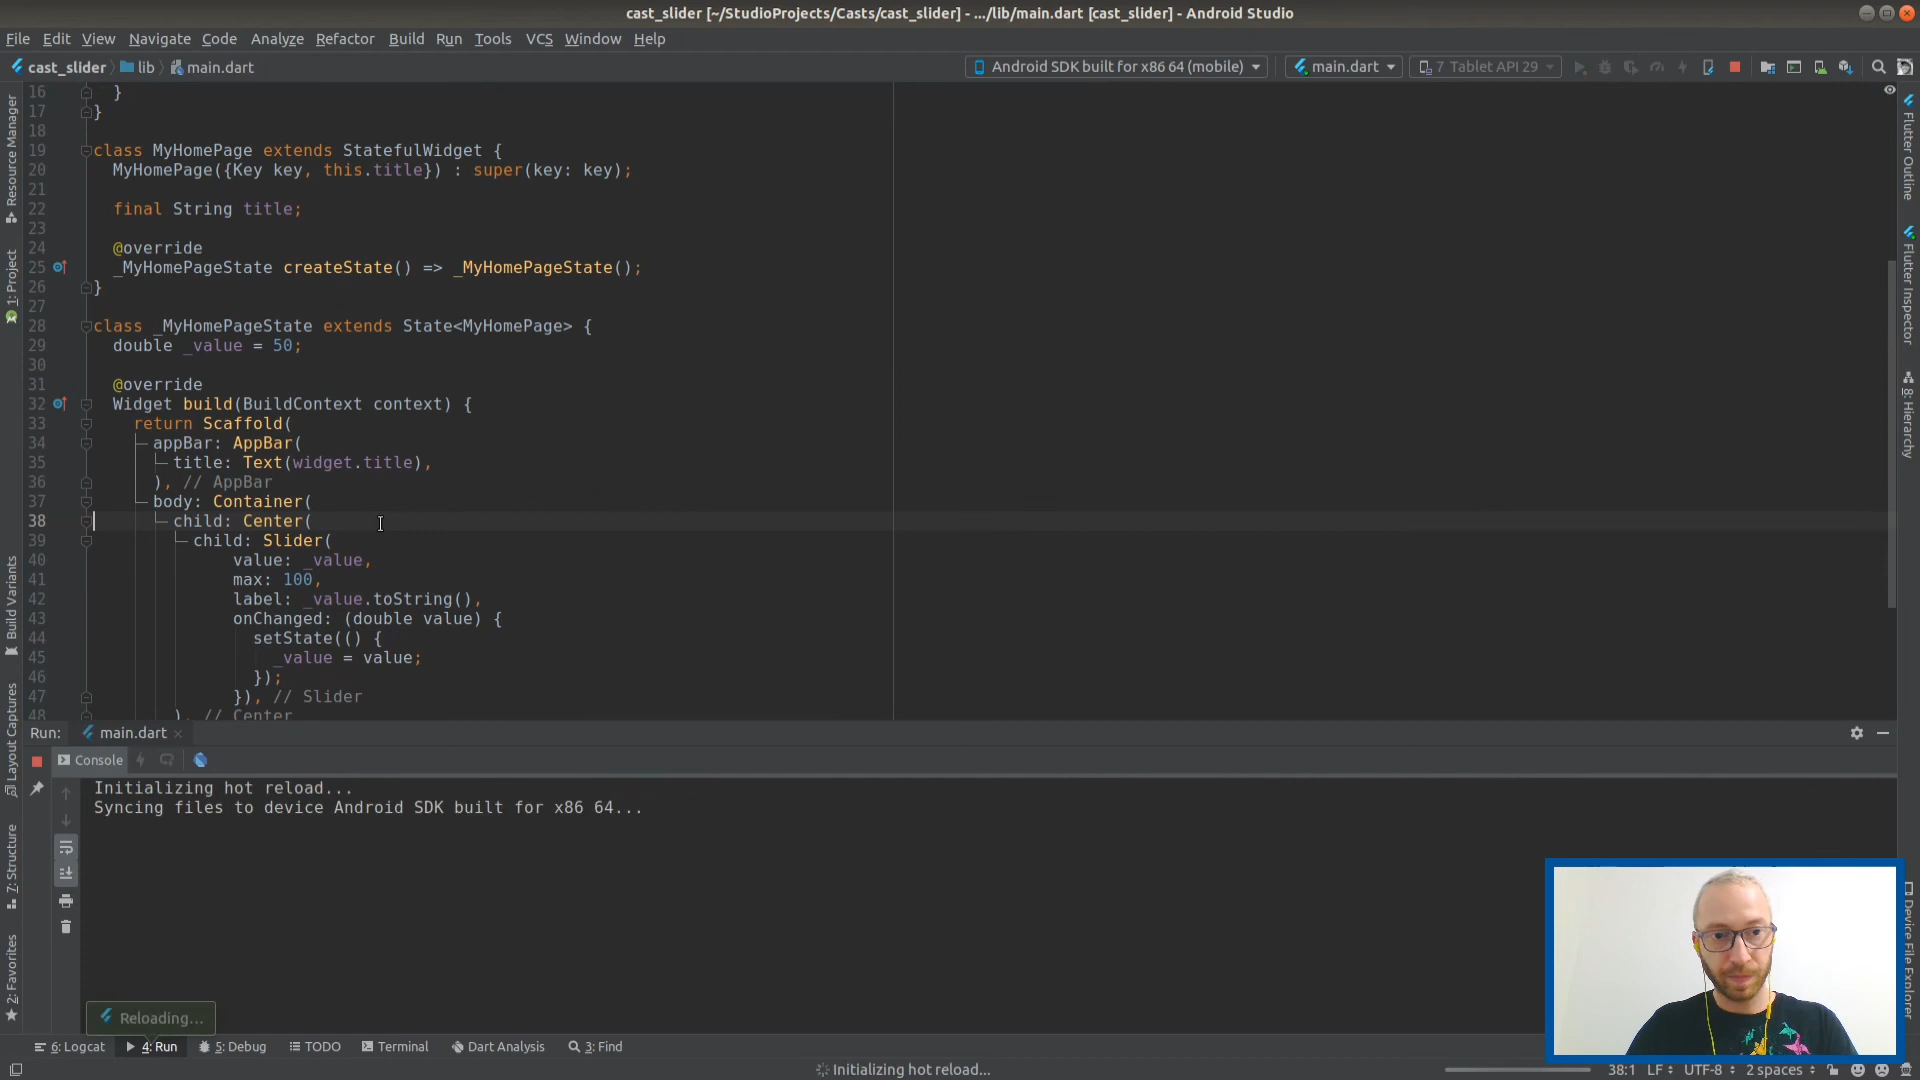 cast_slider [~/StudioProjects/Casts/cast_slider] - .../lib/main.dart [cast_slider] - Android Studio
File Edit View Navigate Code Analyze Refactor Build Run Tools VCS Window Help
cast_slider lib main.dart
Android SDK built for x86 64 (mobile) main.dart 7 Tablet API 29
Resource Manager
1: Project
Build Variants
Layout Captures
7: Structure
2: Favorites
16 }
17 }
18
19 class MyHomePage extends StatefulWidget {
20 MyHomePage({Key key, this.title}) : super(key: key);
21
22 final String title;
23
24 @override
25 _MyHomePageState createState() => _MyHomePageState();
26 }
27
28 class _MyHomePageState extends State<MyHomePage> {
29 double _value = 50;
30
31 @override
32 Widget build(BuildContext context) {
33 return Scaffold(
34 appBar: AppBar(
35 title: Text(widget.title),
36 ), // AppBar
37 body: Container(
38 child: Center(
39 child: Slider(
40 value: _value,
41 max: 100,
42 label: _value.toString(),
43 onChanged: (double value) {
44 setState(() {
45 _value = value;
46 });
47 }), // Slider
48 ), // Center
Flutter Outline
Flutter Inspector
8: Hierarchy
Device File Explorer
Run: main.dart
Console
Initializing hot reload...
Syncing files to device Android SDK built for x86 64...
Reloading...
6: Logcat 4: Run 5: Debug TODO Terminal Dart Analysis 3: Find
Initializing hot reload... 38:1 LF UTF-8 2 spaces